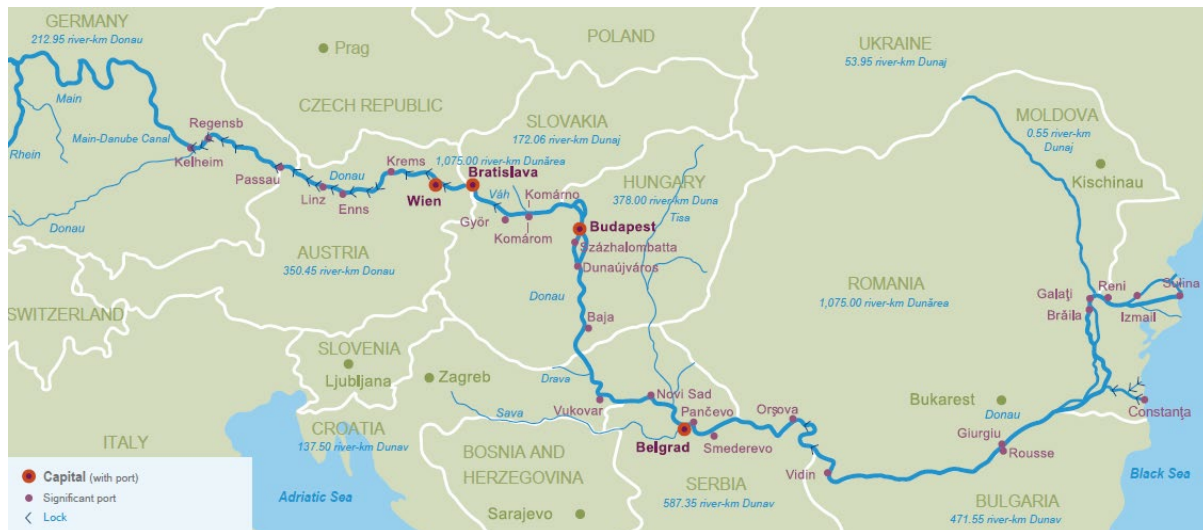 GERMANY
212.95 river-km Donau
POLAND
UKRAINE
53.95 river-km Dunaj
Prag
CZECH REPUBLIC
Main
Main-Danube Canal
Regensb
Rhein
Kelheim
SLOVAKIA
172.06 river-km Dunaj
MOLDOVA
0.55 river-km
Dunaj
Kischinau
Passau
Donau
Krems
1,075.00 river-km Dunărea
Bratislava
Linz
Enns
Wien
Váh
Komárno
HUNGARY
378.00 river-km Duna
Tisa
Györ
Komárom
Budapest
Donau
Százhalombatta
Dunaújváros
AUSTRIA
350.45 river-km Donau
ROMANIA
1,075.00 river-km Dunărea
Galaţi
Reni
Sulina
Brăila
Izmail
SWITZERLAND
Donau
Baja
SLOVENIA
Ljubljana
Zagreb
Drava
Vukovar
Novi Sad
Pančevo
Orşova
Bukarest
Donau
Constanţa
Sava
Belgrad
Smederevo
Giurgiu
Rousse
ITALY
CROATIA
137.50 river-km Dunav
BOSNIA AND
HERZEGOVINA
Vidin
Black Sea
Adriatic Sea
SERBIA
587.35 river-km Dunav
BULGARIA
471.55 river-km Dunav
Sarajevo
Capital (with port)
Significant port
Lock